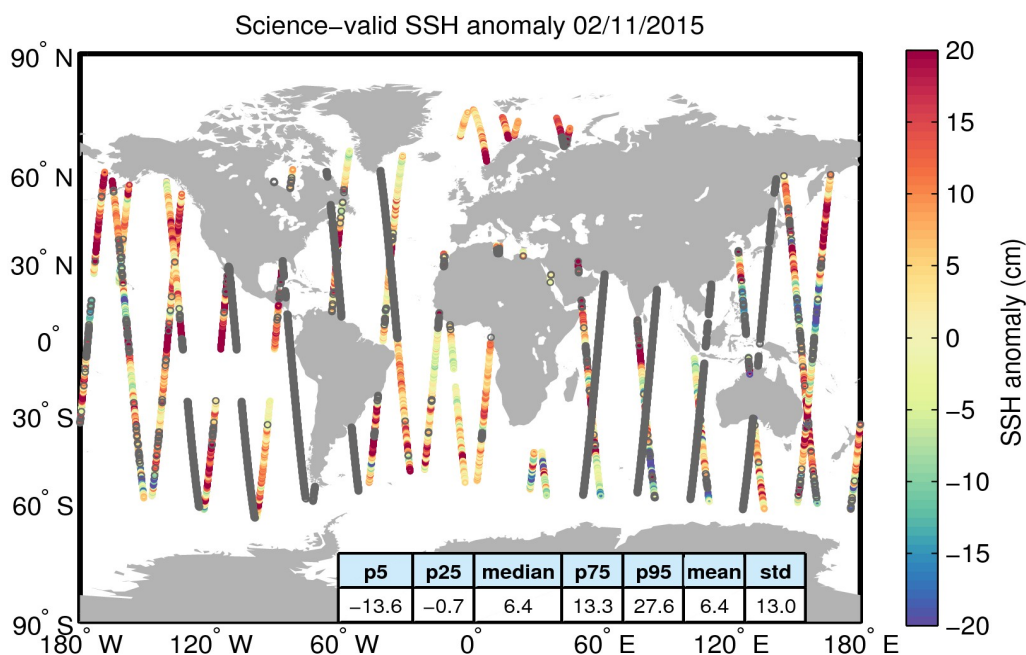 Science−valid SSH anomaly 02/11/2015
90° N
60° N
30° N
0°
30° S
60° S
90° S
180° W
120° W
60° W
0°
60° E
120° E
180° E
p5 p25 median p75 p95 mean std
−13.6 −0.7 6.4 13.3 27.6 6.4 13.0
20
15
10
5
0
−5
−10
−15
−20
SSH anomaly (cm)